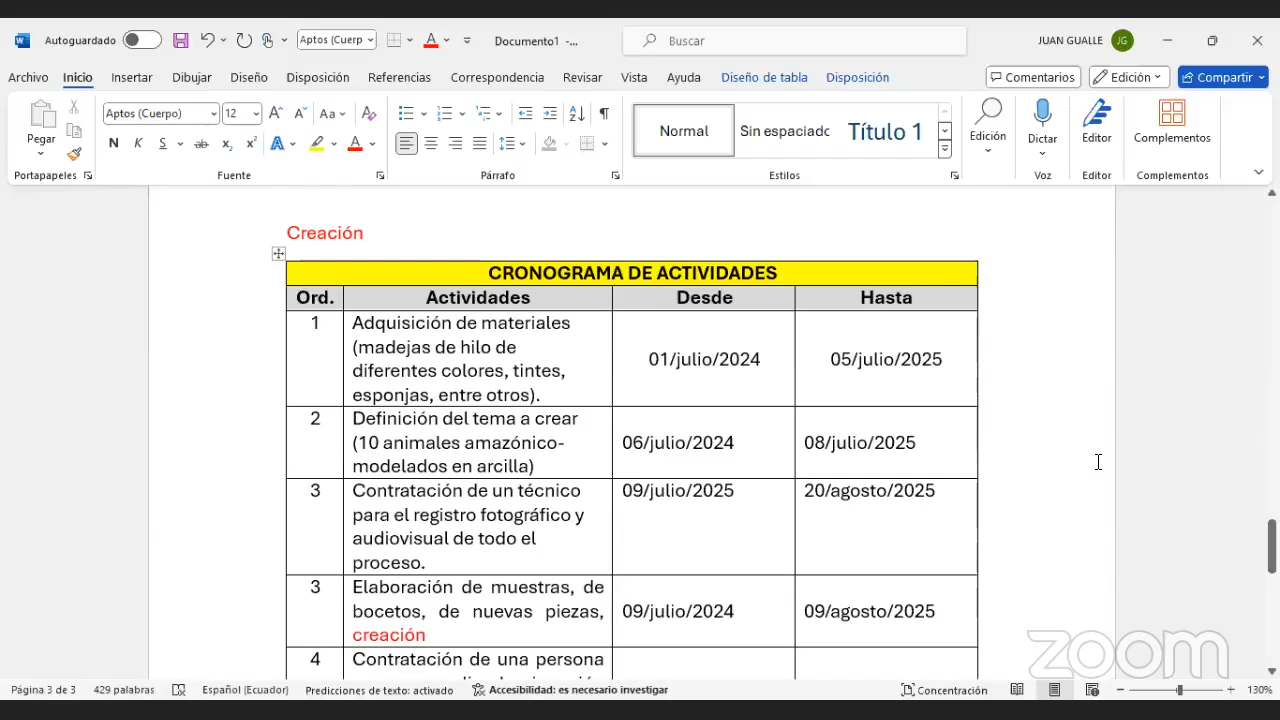 Autoguardado
Aptos (Cuerp
Documento1 -...
Buscar
JUAN GUALLE
JG
Archivo Inicio Insertar Dibujar Diseño Disposición Referencias Correspondencia Revisar Vista Ayuda Diseño de tabla Disposición
Comentarios
Edición
Compartir
Pegar
Portapapeles
Aptos (Cuerpo)
12
Aa
N K S ab x₂ x² A A
Fuente
Párrafo
Normal
Sin espaciado
Título 1
Estilos
Edición
Dictar
Voz
Editor
Editor
Complementos
Complementos
Creación
CRONOGRAMA DE ACTIVIDADES
Ord. Actividades Desde Hasta
1 Adquisición de materiales
(madejas de hilo de
diferentes colores, tintes,
esponjas, entre otros).
01/julio/2024 05/julio/2025
2 Definición del tema a crear
(10 animales amazónico-
modelados en arcilla)
06/julio/2024 08/julio/2025
3 Contratación de un técnico
para el registro fotográfico y
audiovisual de todo el
proceso.
09/julio/2025 20/agosto/2025
3 Elaboración de muestras, de
bocetos, de nuevas piezas,
creación
09/julio/2024 09/agosto/2025
4 Contratación de una persona
zoom
Página 3 de 3 429 palabras Español (Ecuador) Predicciones de texto: activado Accesibilidad: es necesario investigar Concentración 130%